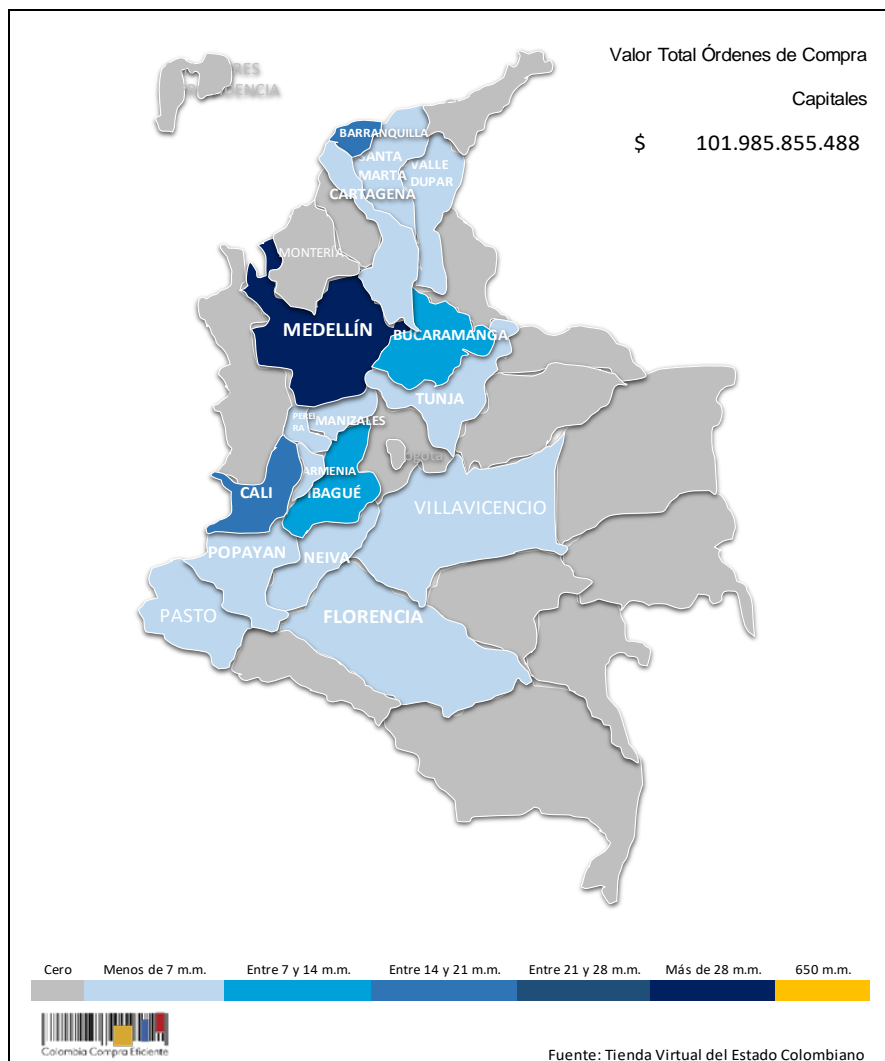 Valor Total Órdenes de Compra
Capitales
$ 101.985.855.488
BARRANQUILLA
SANTA
MARTA
VALLE
DUPAR
CARTAGENA
MONTERÍA
MEDELLÍN
BUCARAMANGA
TUNJA
PEREI
RA
MANIZALES
ARMENIA
CALI
IBAGUÉ
VILLAVICENCIO
POPAYAN
NEIVA
PASTO
FLORENCIA
Cero Menos de 7 m.m. Entre 7 y 14 m.m. Entre 14 y 21 m.m. Entre 21 y 28 m.m. Más de 28 m.m. 650 m.m.
Colombia Compra Eficiente
Fuente: Tienda Virtual del Estado Colombiano